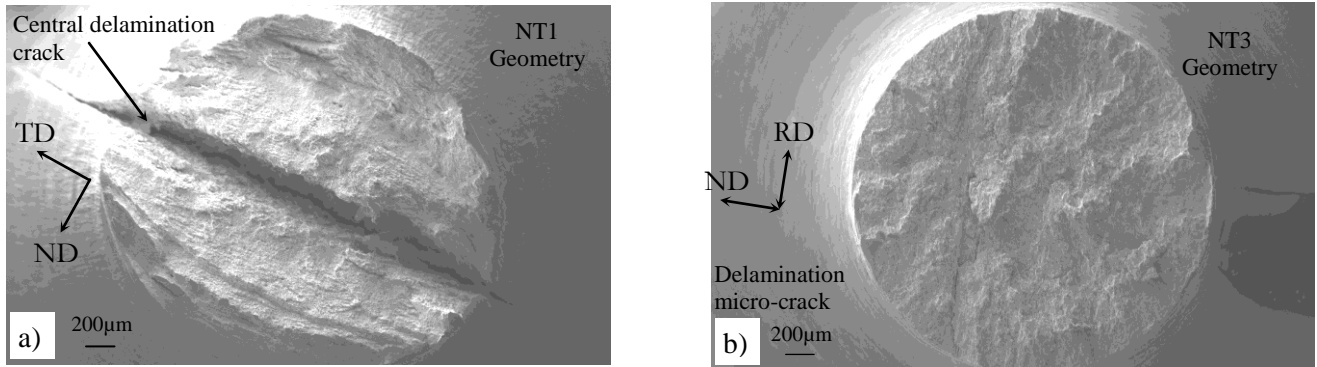 Central delamination
crack
NT1
Geometry
TD
ND
a)
200µm
NT3
Geometry
RD
ND
Delamination
micro-crack
b)
200µm